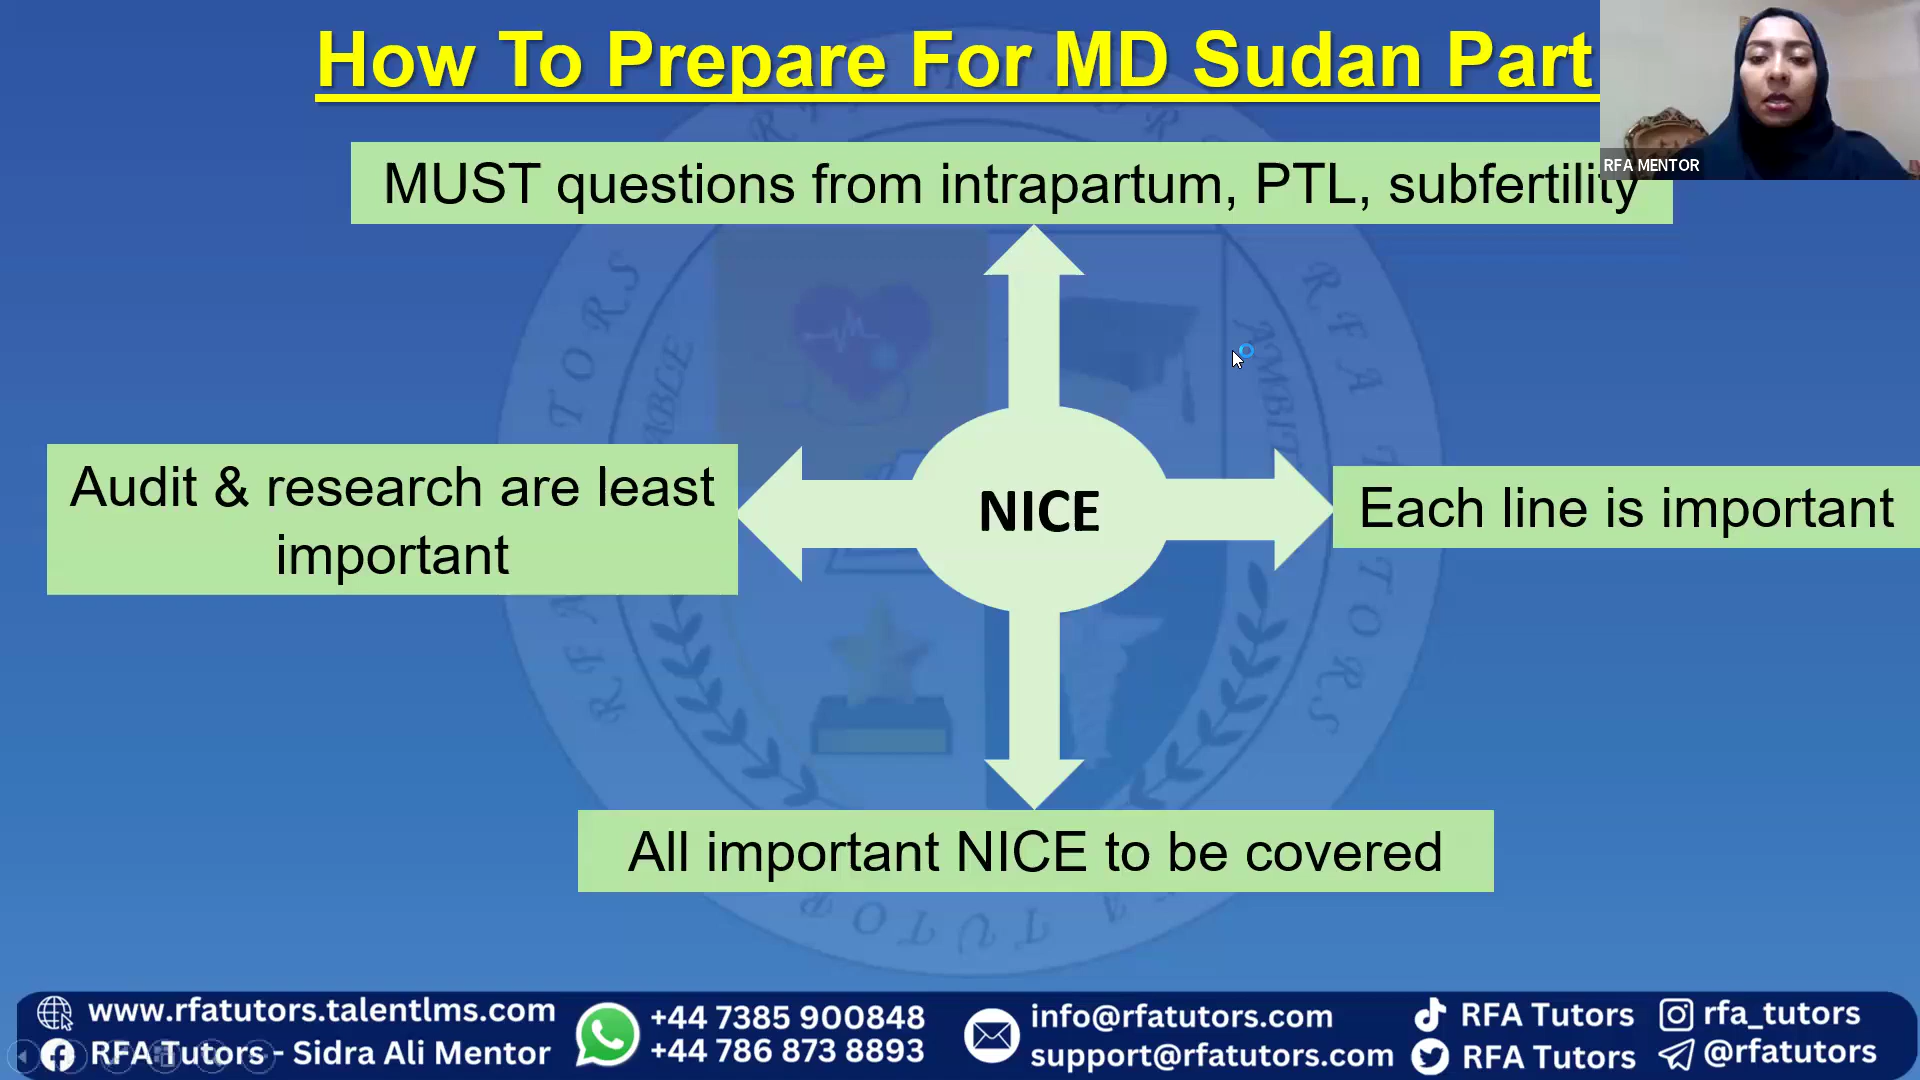 How To Prepare For MD Sudan Part
RFA MENTOR
MUST questions from intrapartum, PTL, subfertility
Audit & research are least
important
NICE
Each line is important
All important NICE to be covered
RFA TUTORS
www.rfatutors.talentlms.com
RFA Tutors - Sidra Ali Mentor
+44 7385 900848
+44 786 873 8893
info@rfatutors.com
support@rfatutors.com
RFA Tutors
RFA Tutors
rfa_tutors
@rfatutors